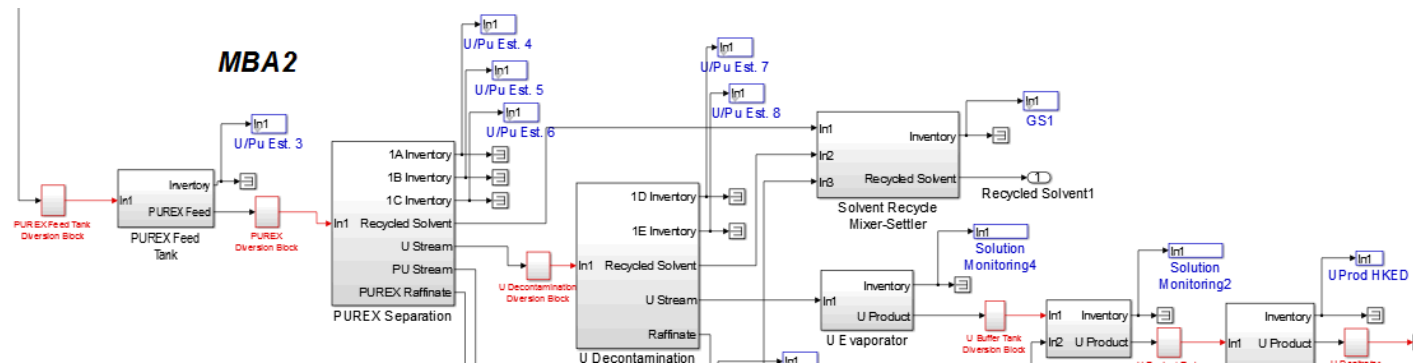 MBA2
In1
U/Pu Est. 4
In1
U/Pu Est. 5
In1
U/Pu Est. 6
In1
U/Pu Est. 3
In1
U/Pu Est. 7
In1
U/Pu Est. 8
In1
GS1
PUREX Feed Tank
Diversion Block
In1
Inventory
PUREX Feed
PUREX Feed
Tank
PUREX
Diversion Block
In1
1A Inventory
1B Inventory
1C Inventory
Recycled Solvent
U Stream
PU Stream
PUREX Raffinate
PUREX Separation
U Decontamination
Diversion Block
In1
1D Inventory
1E Inventory
Recycled Solvent
U Stream
Raffinate
U Decontamination
In1
In2
In3
Inventory
Recycled Solvent
Solvent Recycle
Mixer-Settler
1
Recycled Solvent1
In1
Solution
Monitoring4
In1
Inventory
U Product
U Evaporator
U Buffer Tank
Diversion Block
In1
Solution
Monitoring2
In1
In2
Inventory
U Product
In1
UProd HKED
In1
Inventory
U Product
In1